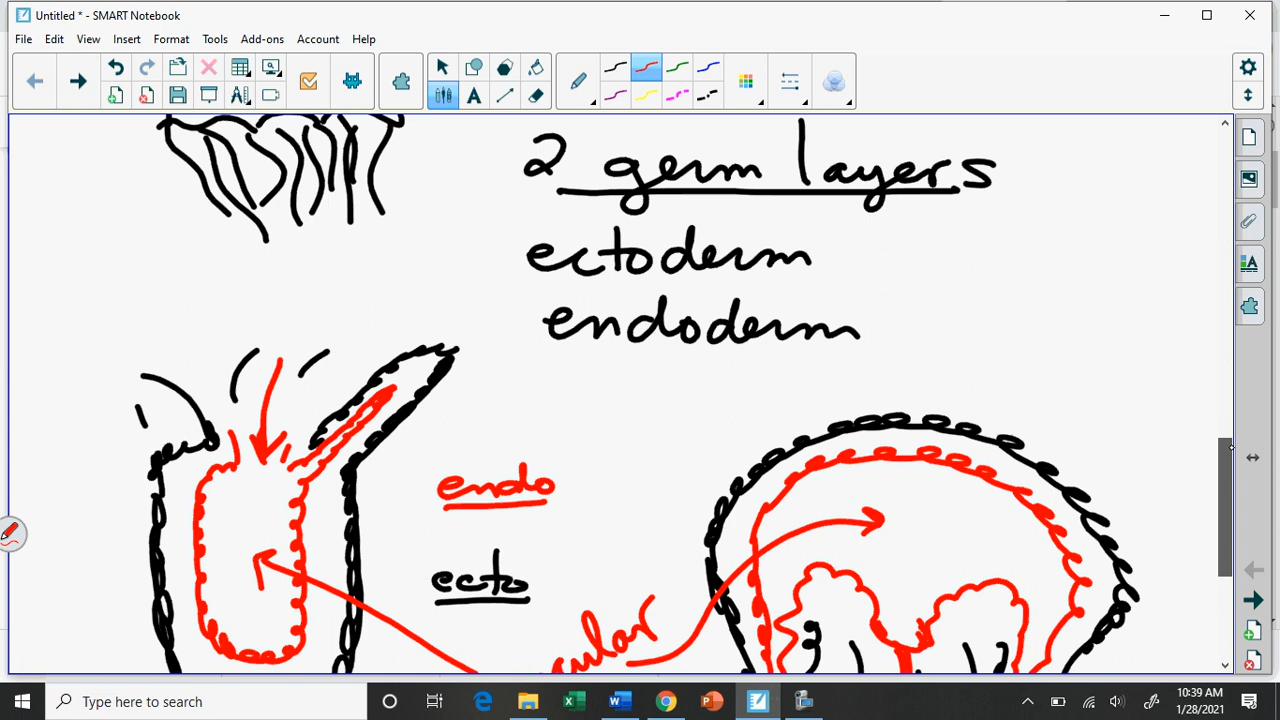 Untitled * - SMART Notebook
File Edit View Insert Format Tools Add-ons Account Help
2 germ layers
ectoderm
endoderm
endo
ecto
cular
Type here to search
10:39 AM
1/28/2021